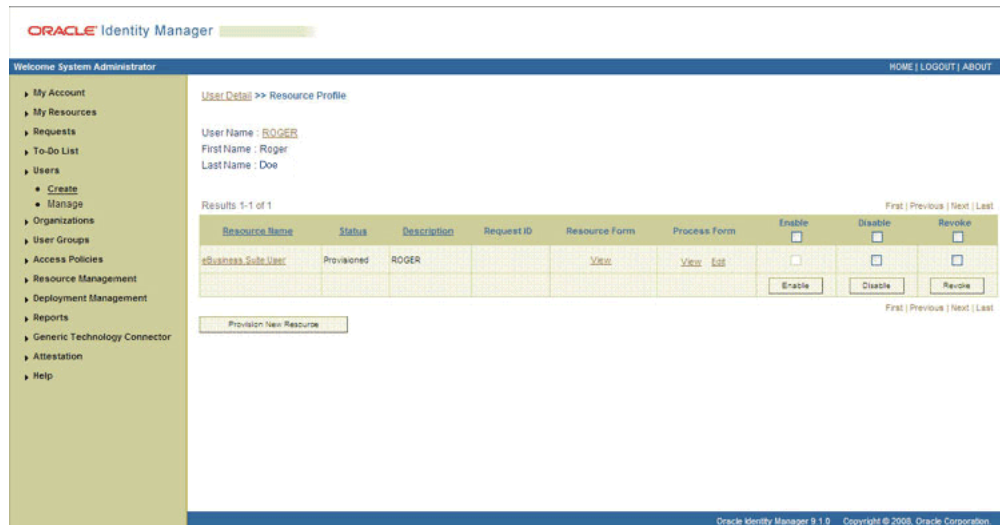 ORACLE Identity Manager
Welcome System Administrator
HOME | LOGOUT | ABOUT
My Account
My Resources
Requests
To-Do List
Users
Create
Manage
Organizations
User Groups
Access Policies
Resource Management
Deployment Management
Reports
Generic Technology Connector
Attestation
Help
User Detail >> Resource Profile
User Name : ROGER
First Name : Roger
Last Name : Doe
Results 1-1 of 1
First | Previous | Next | Last
Resource Name Status Description Request ID Resource Form Process Form Enable Disable Revoke
eBusiness Suite User Provisioned ROGER View View Edit
Enable Disable Revoke
First | Previous | Next | Last
Provision New Resource
Oracle Identity Manager 9.1.0 Copyright © 2008, Oracle Corporation.